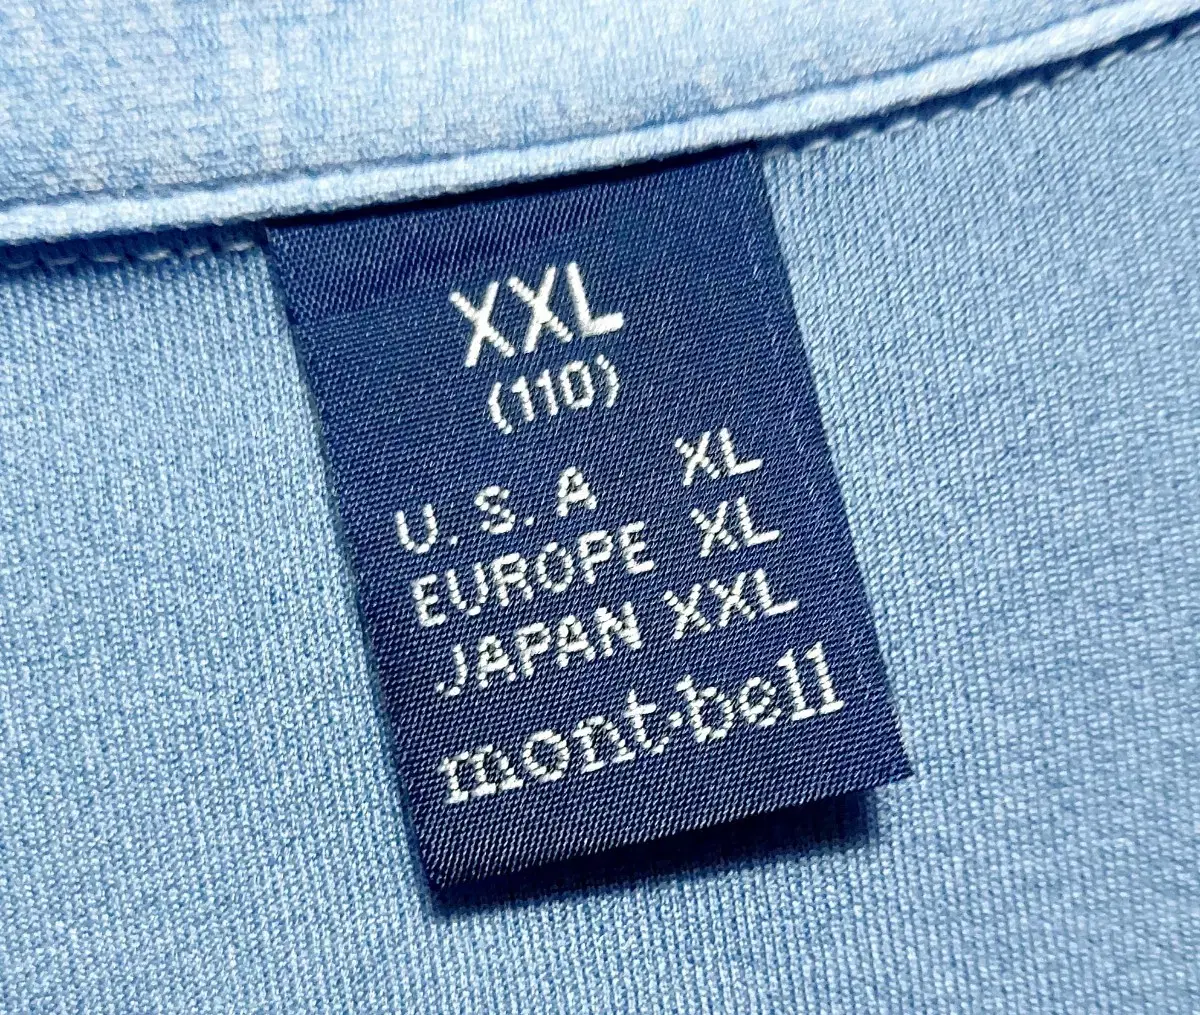 XXL
(110)
U.S.A XL
EUROPE XL
JAPAN XXL
mont·bell